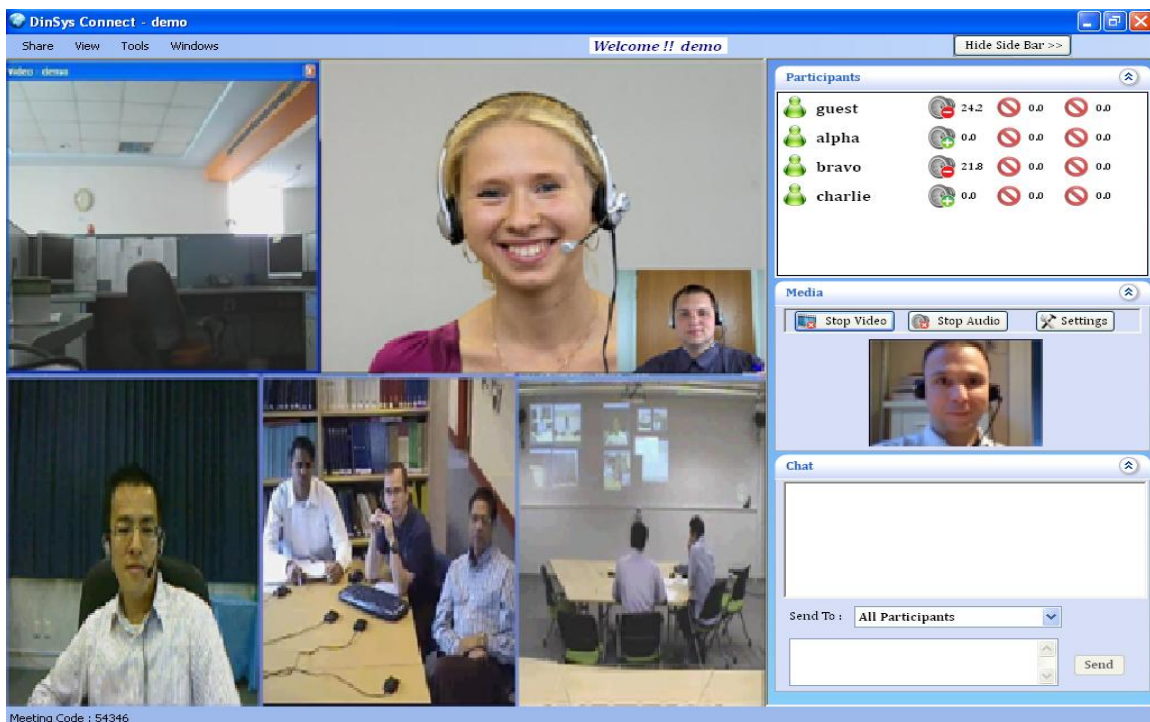 DinSys Connect - demo
Share View Tools Windows
Welcome !! demo
Hide Side Bar >>
Video : demo
Participants
guest 24.2 0.0 0.0
alpha 0.0 0.0 0.0
bravo 21.8 0.0 0.0
charlie 0.0 0.0 0.0
Media
Stop Video Stop Audio Settings
Chat
Send To : All Participants
Send
Meeting Code : 54346